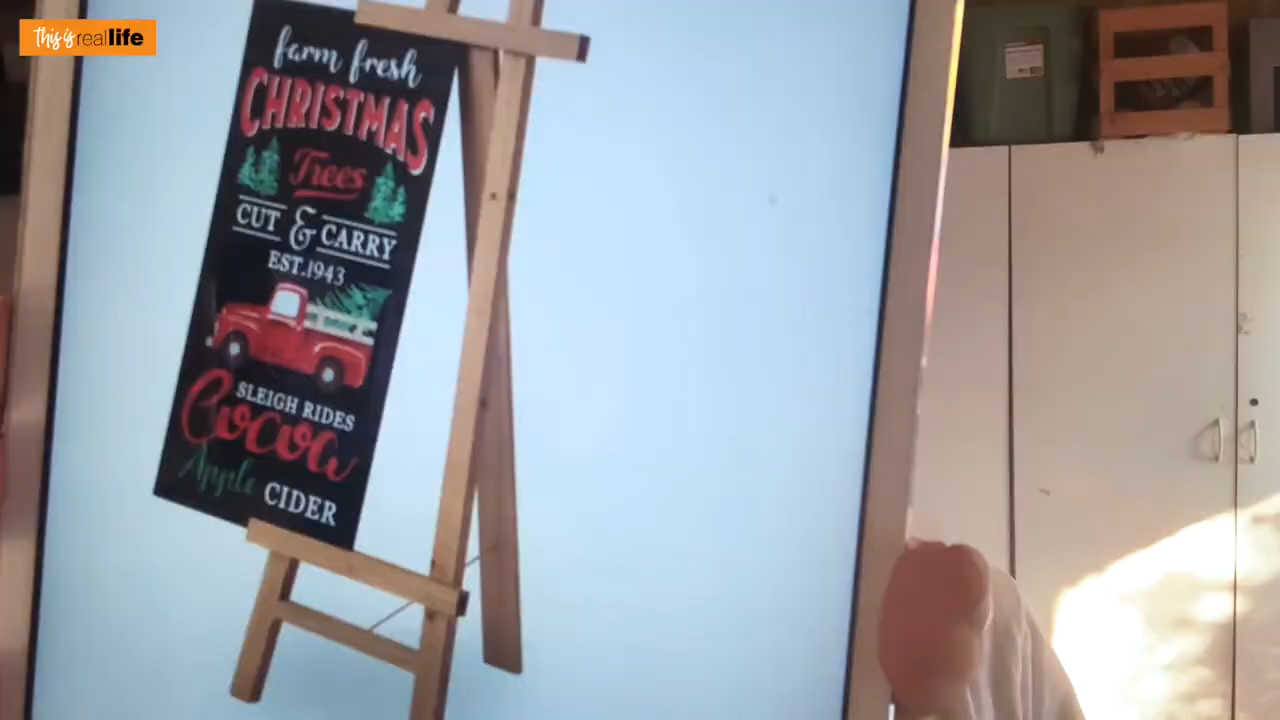 this is real life
farm fresh
CHRISTMAS
Trees
CUT & CARRY
EST. 1943
SLEIGH RIDES
Cocoa
Apple CIDER